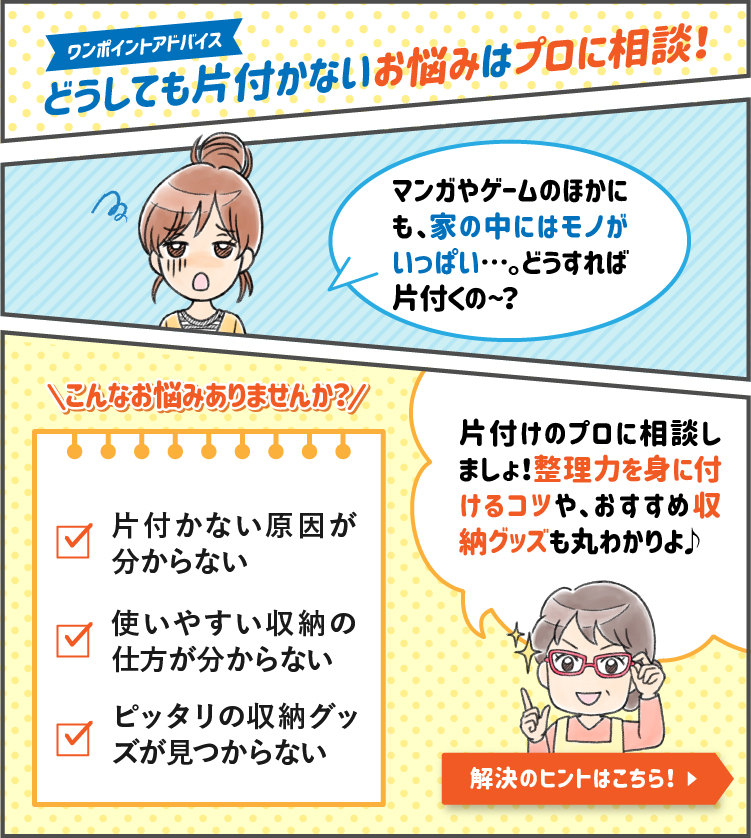 ワンポイントアドバイス
どうしても片付かないお悩みはプロに相談！
マンガやゲームのほかに
も、家の中にはモノが
いっぱい…。どうすれば
片付くの～？
＼こんなお悩みありませんか？／
片付かない原因が
分からない
使いやすい収納の
仕方が分からない
ピッタリの収納グッ
ズが見つからない
片付けのプロに相談し
ましょ！整理力を身に付
けるコツや、おすすめ収
納グッズも丸わかりよ♪
解決のヒントはこちら！